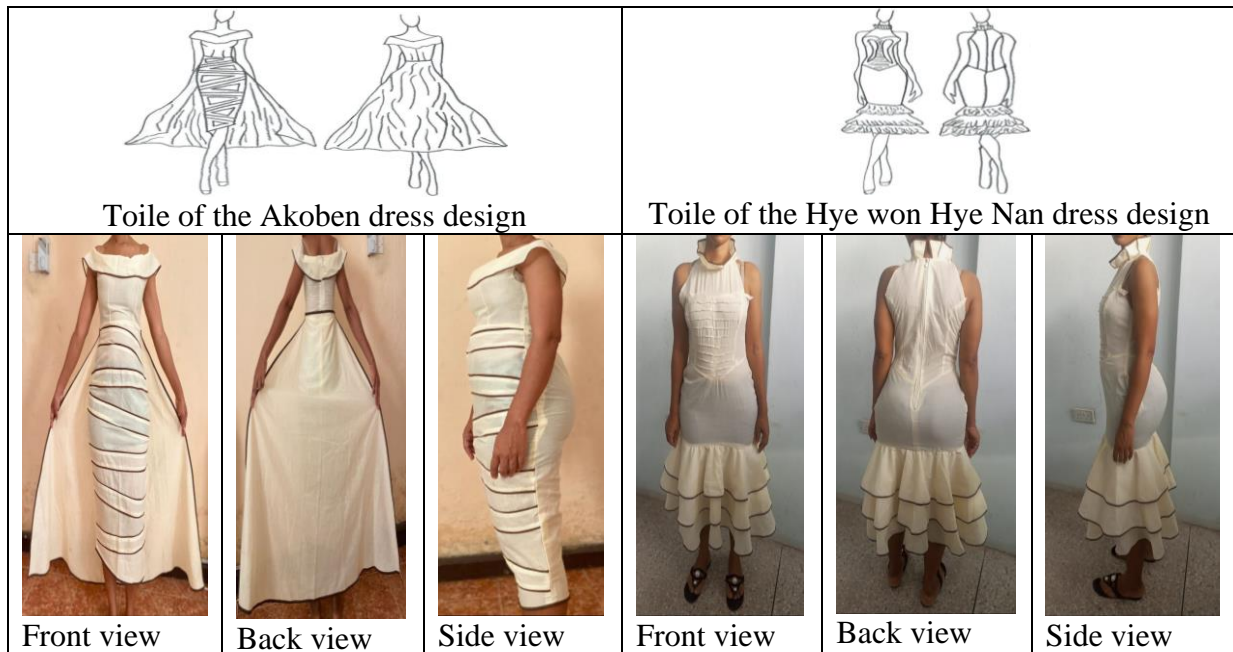 Toile of the Akoben dress design
Toile of the Hye won Hye Nan dress design
Front view
Back view
Side view
Front view
Back view
Side view